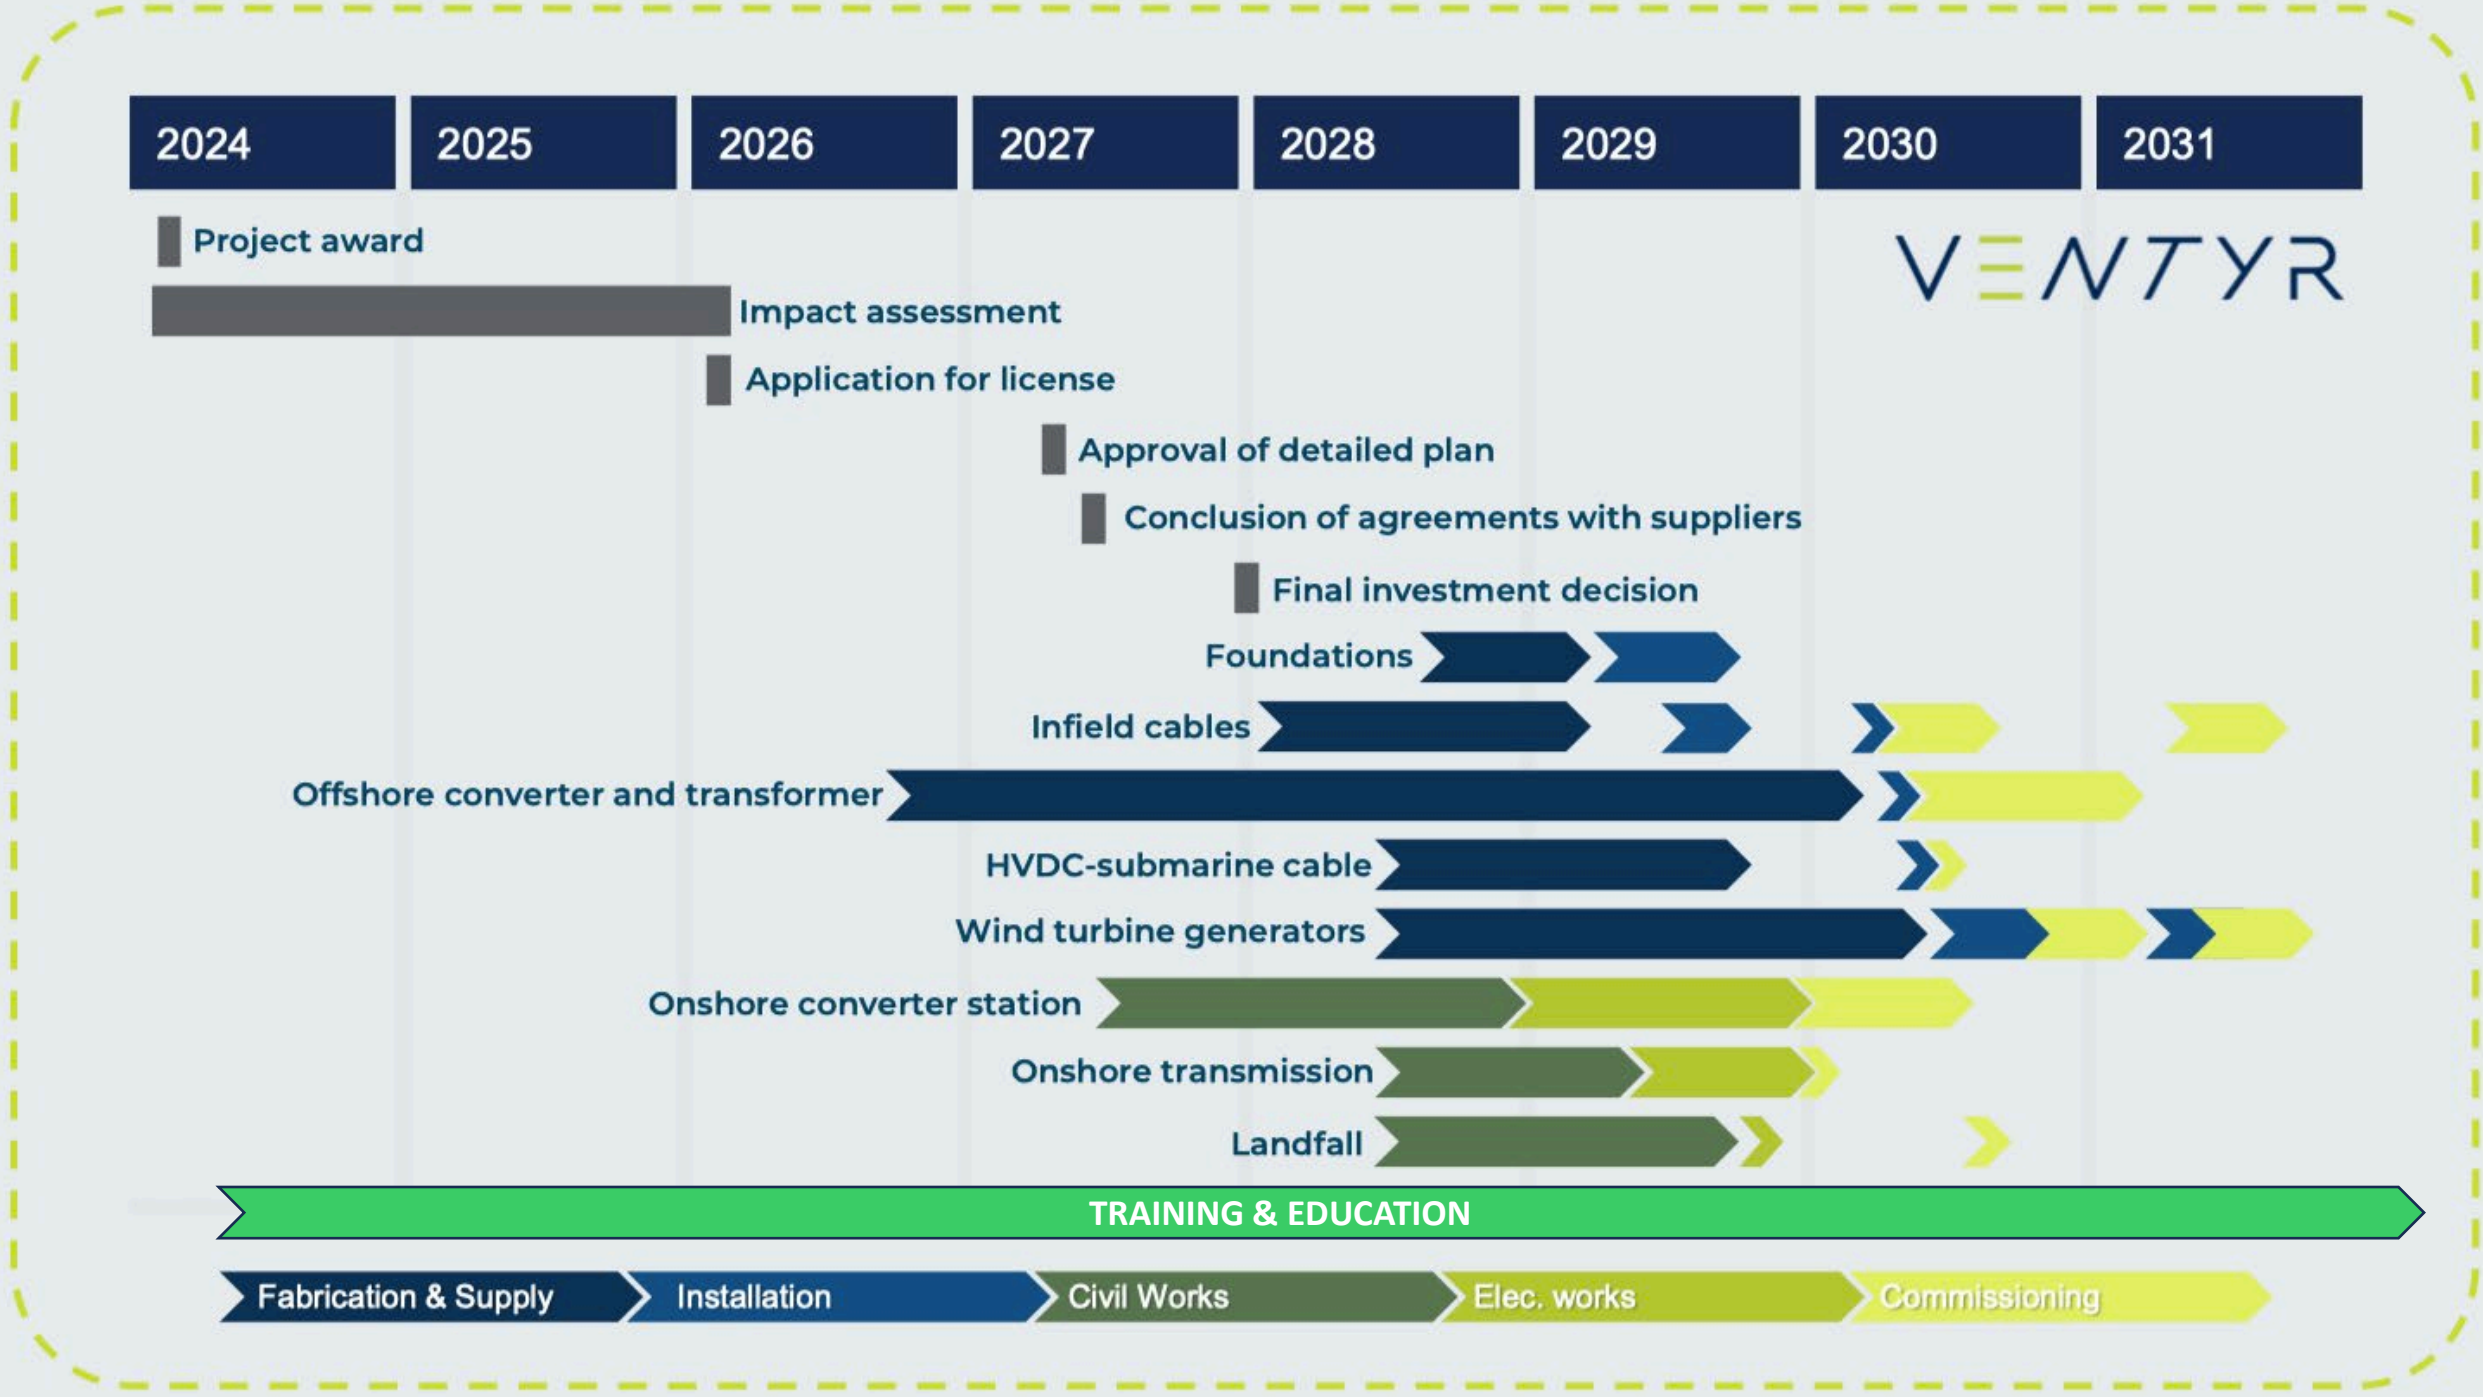 2024 2025 2026 2027 2028 2029 2030 2031
Project award
VENTYR
Impact assessment
Application for license
Approval of detailed plan
Conclusion of agreements with suppliers
Final investment decision
Foundations
Infield cables
Offshore converter and transformer
HVDC-submarine cable
Wind turbine generators
Onshore converter station
Onshore transmission
Landfall
TRAINING & EDUCATION
Fabrication & Supply Installation Civil Works Elec. works Commissioning